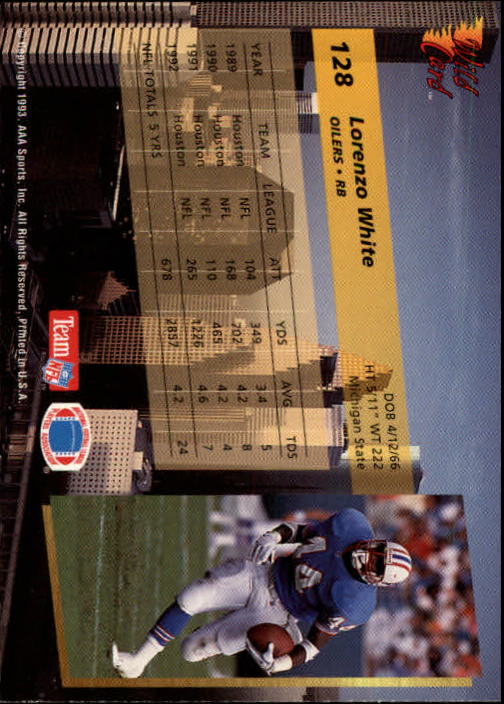 Wild Card™
128 Lorenzo White
OILERS • RB
DOB 4/12/66
HT 5'11" WT 222
Michigan State
YEAR TEAM LEAGUE ATT YDS AVG TDS
1989 Houston NFL 104 349 3.4 5
1990 Houston NFL 168 702 4.2 8
1991 Houston NFL 110 465 4.2 4
1992 Houston NFL 265 1226 4.6 7
NFL TOTALS 5 YRS 678 2857 4.2 24
Team NFL
© Copyright 1993, AAA Sports, Inc. All Rights Reserved, Printed in U.S.A.